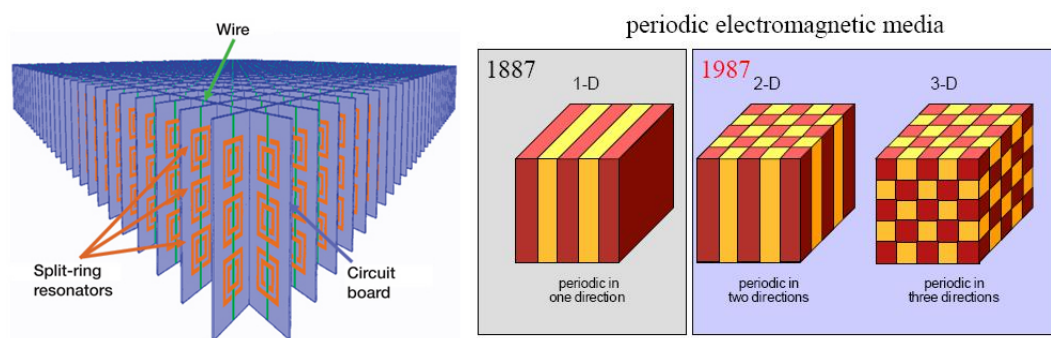 Wire
Split-ring
resonators
Circuit
board
periodic electromagnetic media
1887
1-D
periodic in
one direction
1987
2-D
periodic in
two directions
3-D
periodic in
three directions